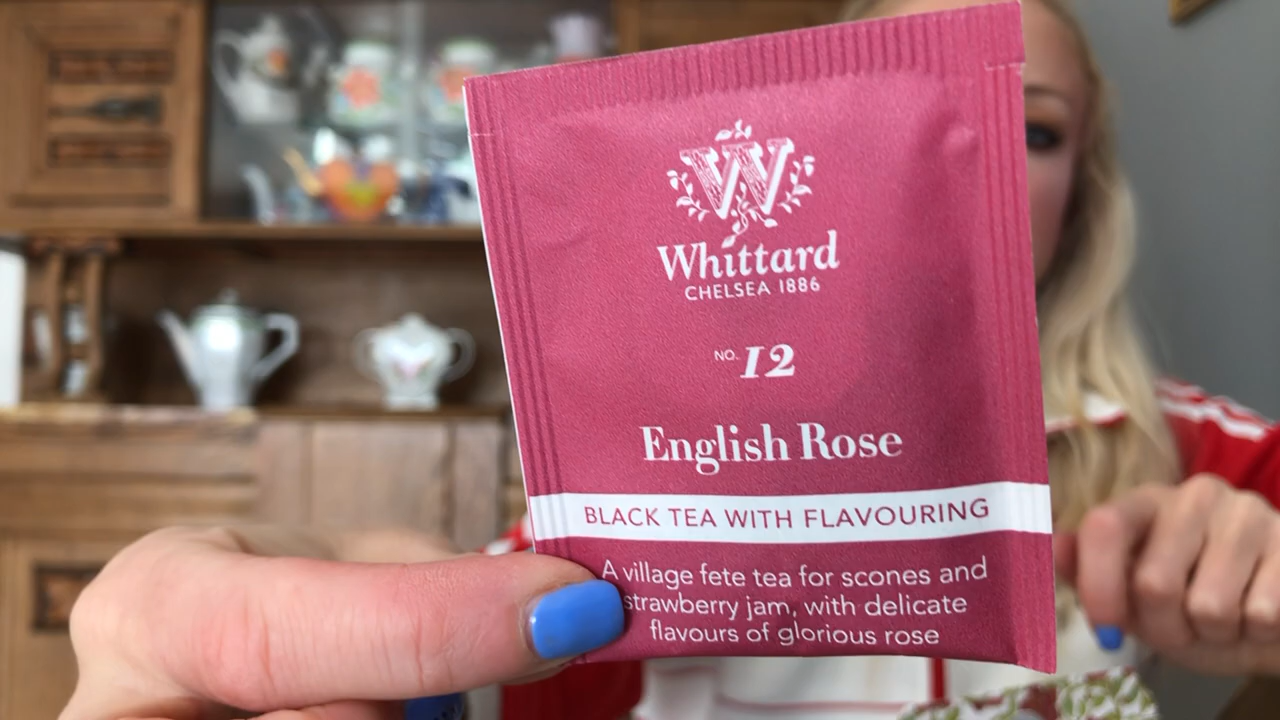 W
Whittard
CHELSEA 1886
NO. 12
English Rose
BLACK TEA WITH FLAVOURING
A village fete tea for scones and
strawberry jam, with delicate
flavours of glorious rose